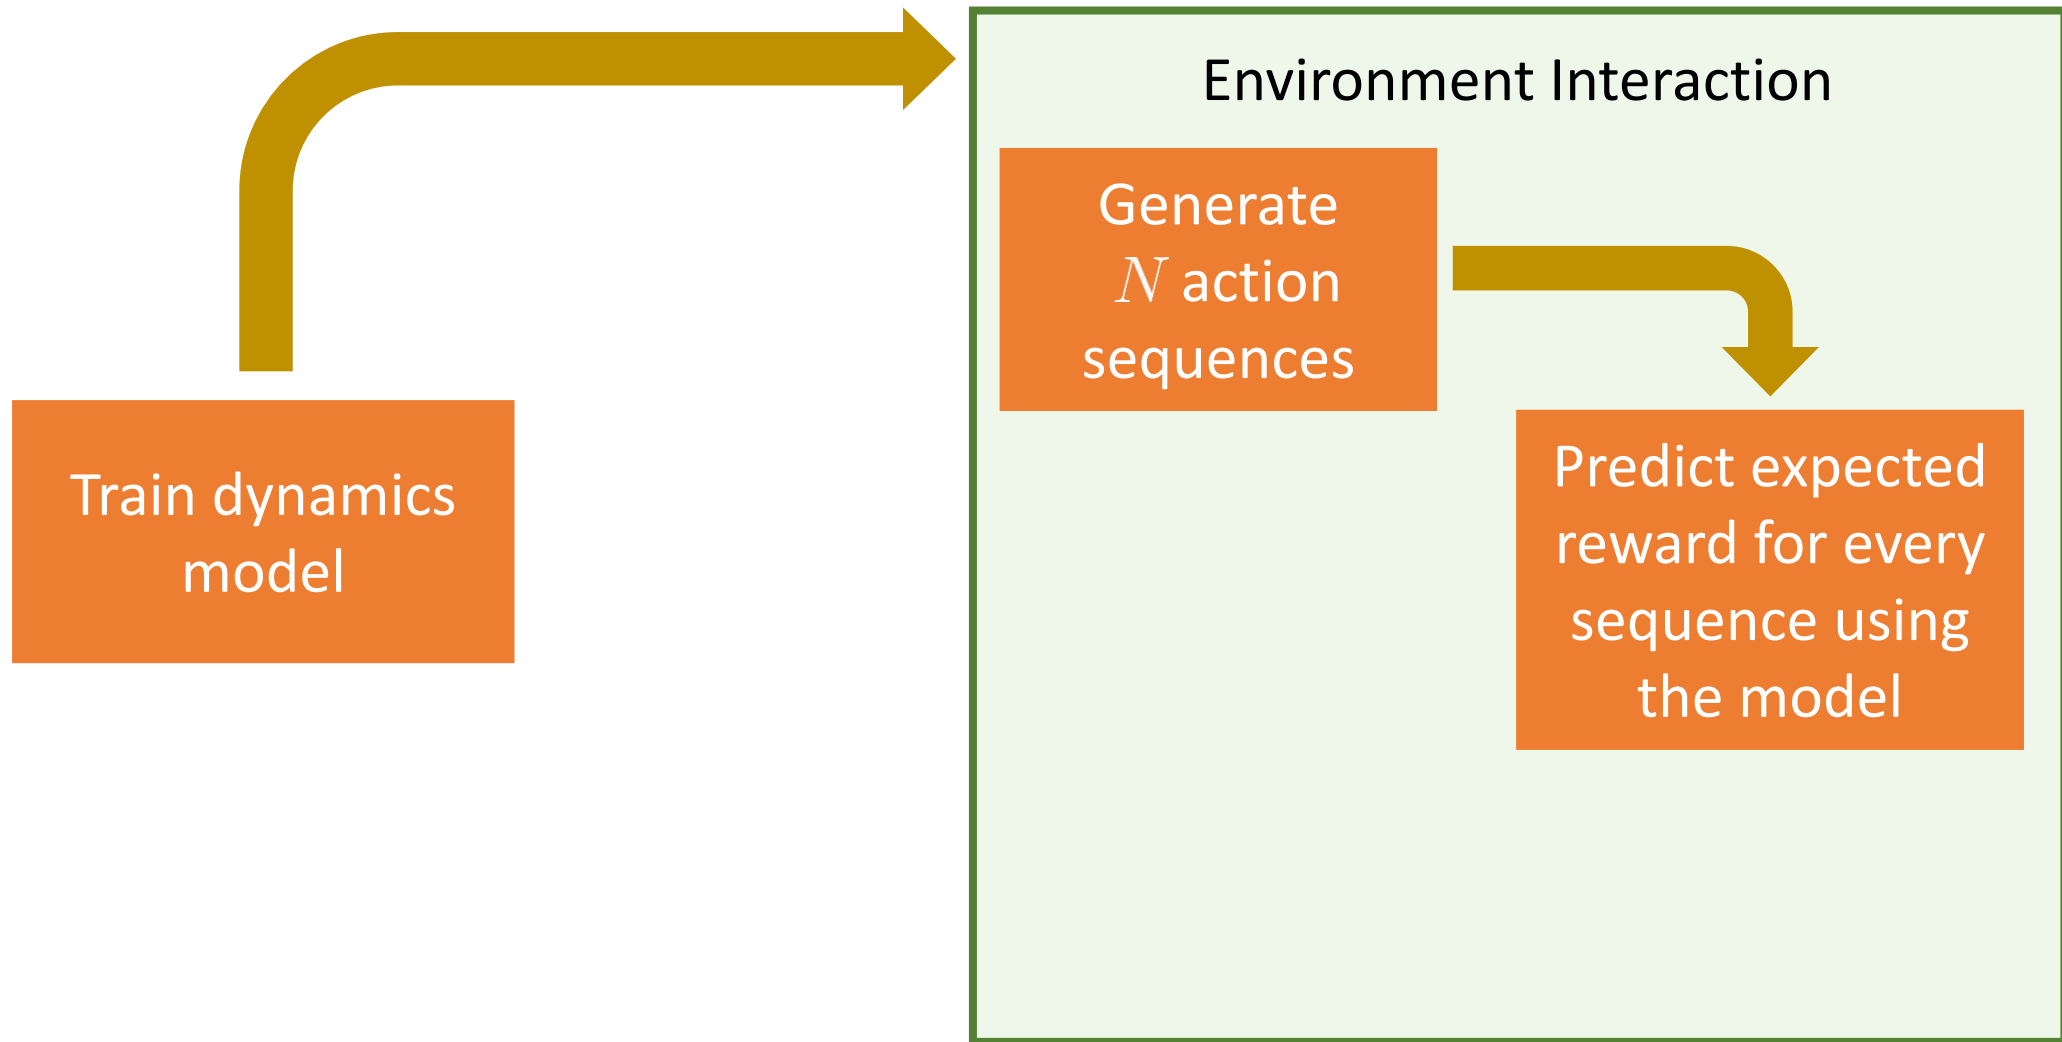 Environment Interaction
Generate
N action
sequences
Train dynamics
model
Predict expected
reward for every
sequence using
the model